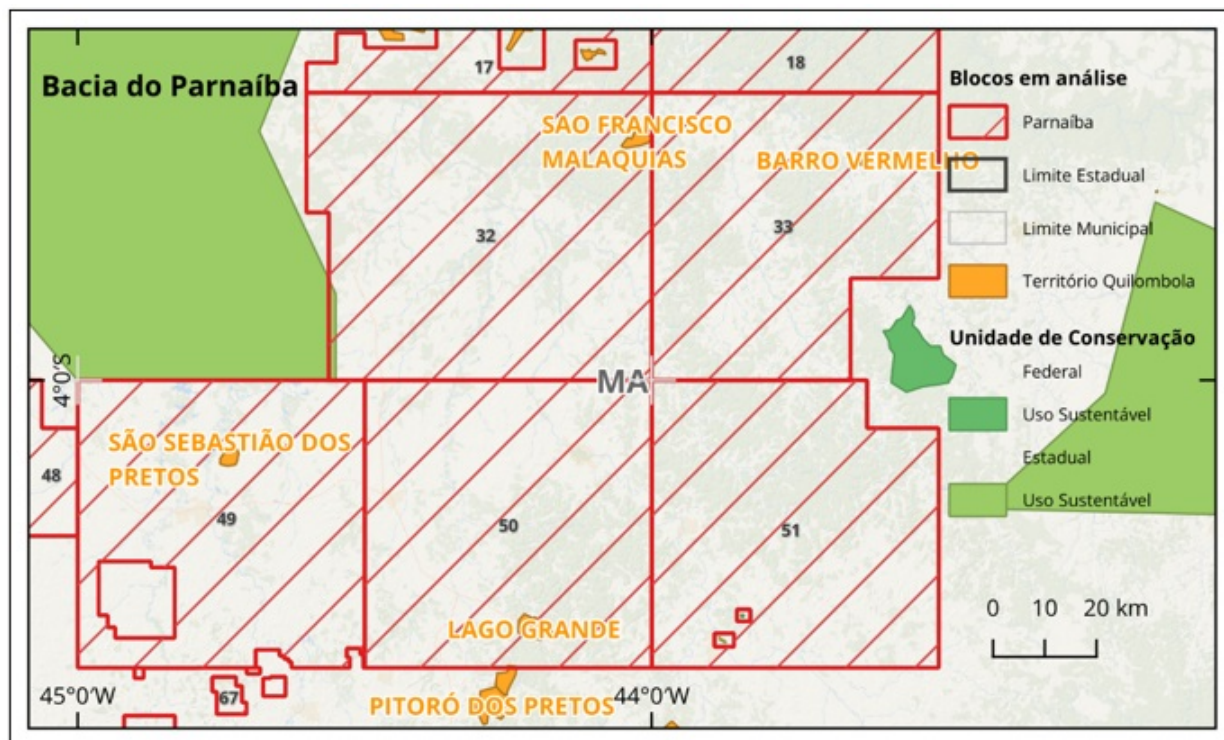 Bacia do Parnaíba
17
18
SAO FRANCISCO
MALAQUIAS
BARRO VERMELHO
32
33
MA
4°0'S
SÃO SEBASTIÃO DOS
PRETOS
48
49
50
51
LAGO GRANDE
67
PITORÓ DOS PRETOS
45°0'W
44°0'W
Blocos em análise
Parnaíba
Limite Estadual
Limite Municipal
Território Quilombola
Unidade de Conservação
Federal
Uso Sustentável
Estadual
Uso Sustentável
0 10 20 km